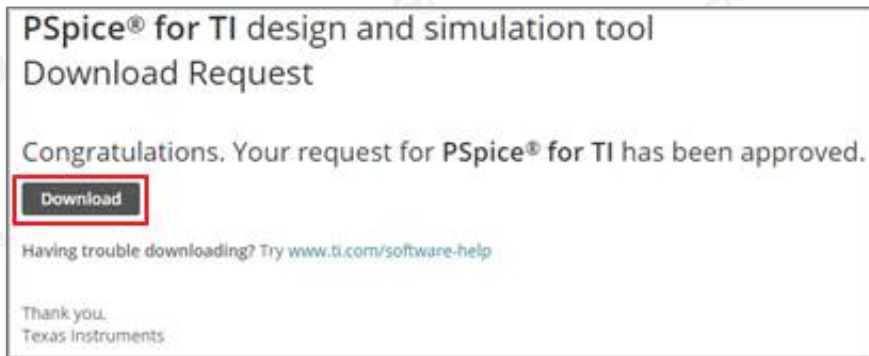 PSpice® for TI design and simulation tool
Download Request
Congratulations. Your request for PSpice® for TI has been approved.
Download
Having trouble downloading? Try www.ti.com/software-help
Thank you,
Texas Instruments